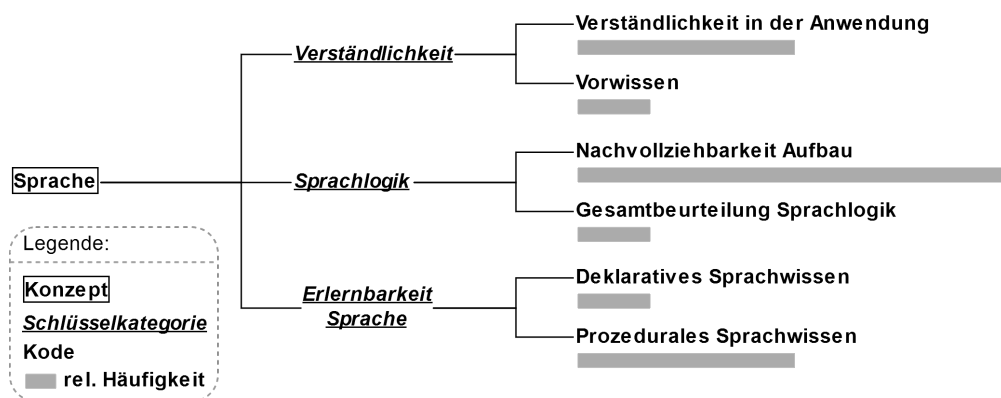 Verständlichkeit in der Anwendung
Verständlichkeit
Vorwissen
Nachvollziehbarkeit Aufbau
Sprache
Sprachlogik
Gesamtbeurteilung Sprachlogik
Legende:
Konzept
Schlüsselkategorie
Kode
rel. Häufigkeit
Erlernbarkeit
Sprache
Deklaratives Sprachwissen
Prozedurales Sprachwissen